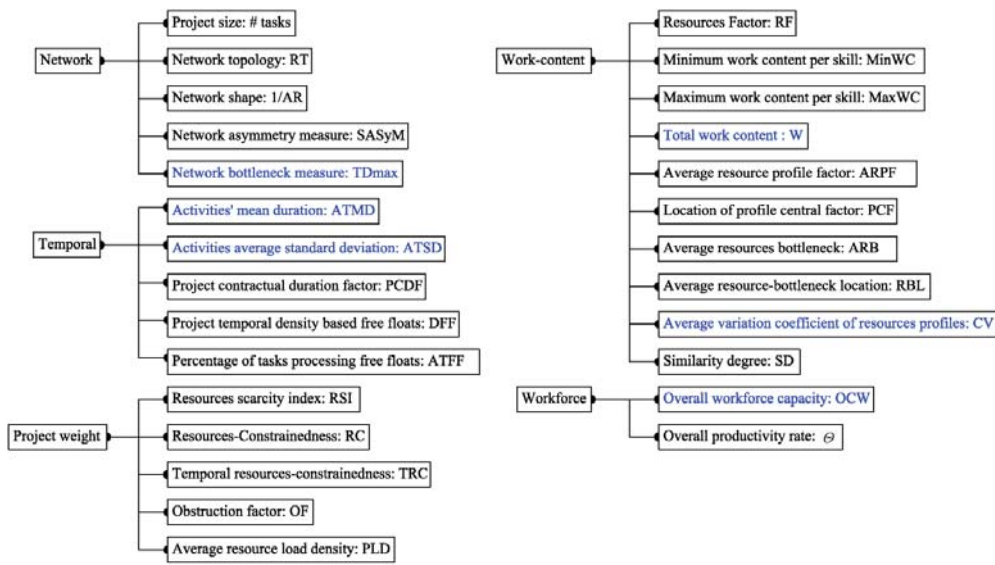 Network
Project size: # tasks
Network topology: RT
Network shape: 1/AR
Network asymmetry measure: SASyM
Network bottleneck measure: TDmax
Temporal
Activities' mean duration: ATMD
Activities average standard deviation: ATSD
Project contractual duration factor: PCDF
Project temporal density based free floats: DFF
Percentage of tasks processing free floats: ATFF
Project weight
Resources scarcity index: RSI
Resources-Constrainedness: RC
Temporal resources-constrainedness: TRC
Obstruction factor: OF
Average resource load density: PLD
Work-content
Resources Factor: RF
Minimum work content per skill: MinWC
Maximum work content per skill: MaxWC
Total work content : W
Average resource profile factor: ARPF
Location of profile central factor: PCF
Average resources bottleneck: ARB
Average resource-bottleneck location: RBL
Average variation coefficient of resources profiles: CV
Similarity degree: SD
Workforce
Overall workforce capacity: OCW
Overall productivity rate: Θ